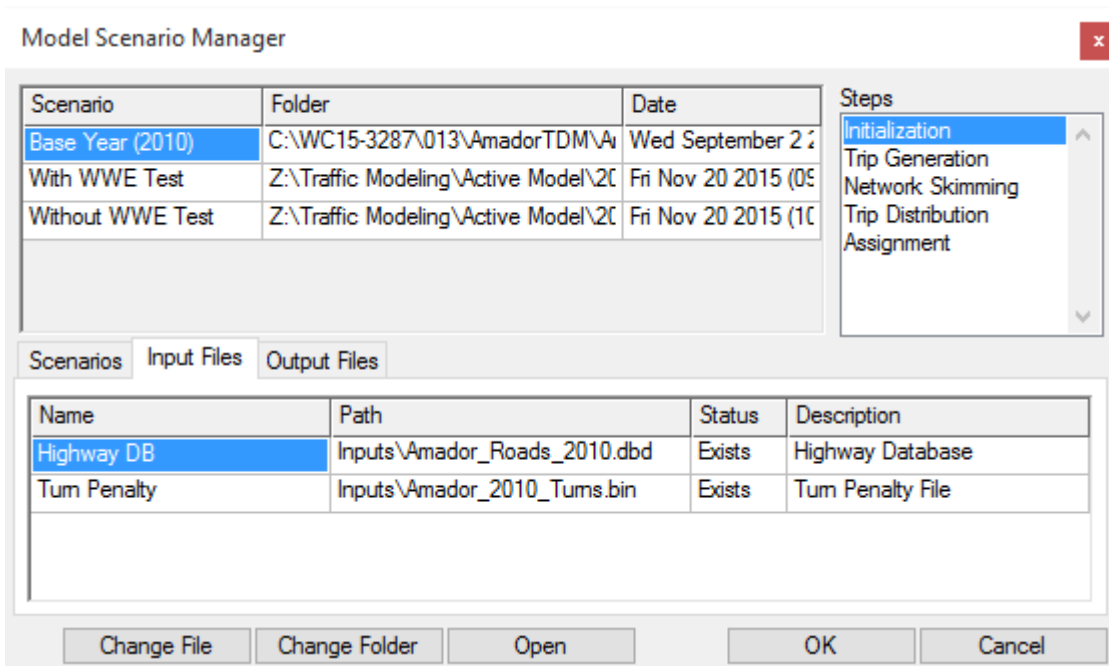 Model Scenario Manager
x
Scenario Folder Date
Base Year (2010) C:\WC15-3287\013\AmadorTDM\ Wed September 2
With WWE Test Z:\Traffic Modeling\Active Model\20 Fri Nov 20 2015 (09
Without WWE Test Z:\Traffic Modeling\Active Model\20 Fri Nov 20 2015 (10
Steps
Initialization
Trip Generation
Network Skimming
Trip Distribution
Assignment
Scenarios Input Files Output Files
Name Path Status Description
Highway DB Inputs\Amador_Roads_2010.dbd Exists Highway Database
Turn Penalty Inputs\Amador_2010_Turns.bin Exists Turn Penalty File
Change File Change Folder Open OK Cancel